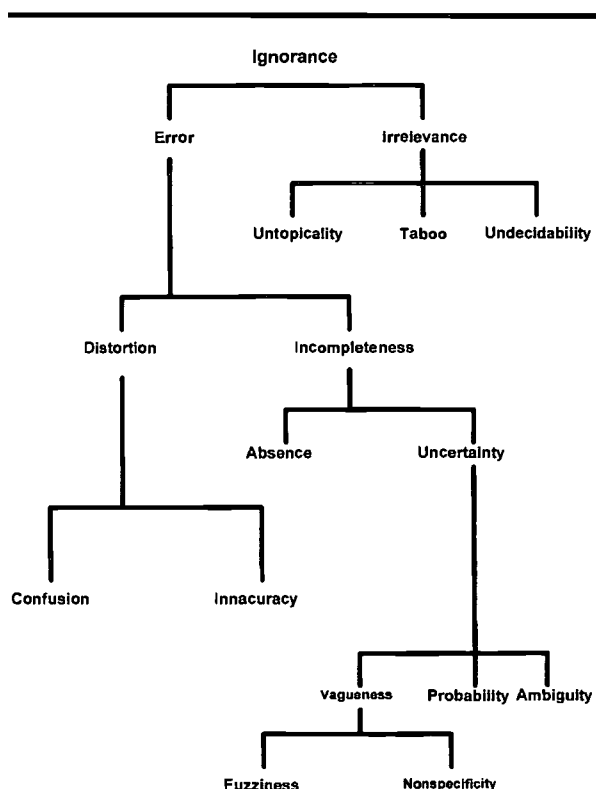 Ignorance
Error Irrelevance
Untopicality Taboo Undecidability
Distortion Incompleteness
Absence Uncertainty
Confusion Innacuracy
Vagueness Probability Ambiguity
Fuzziness Nonspecificity